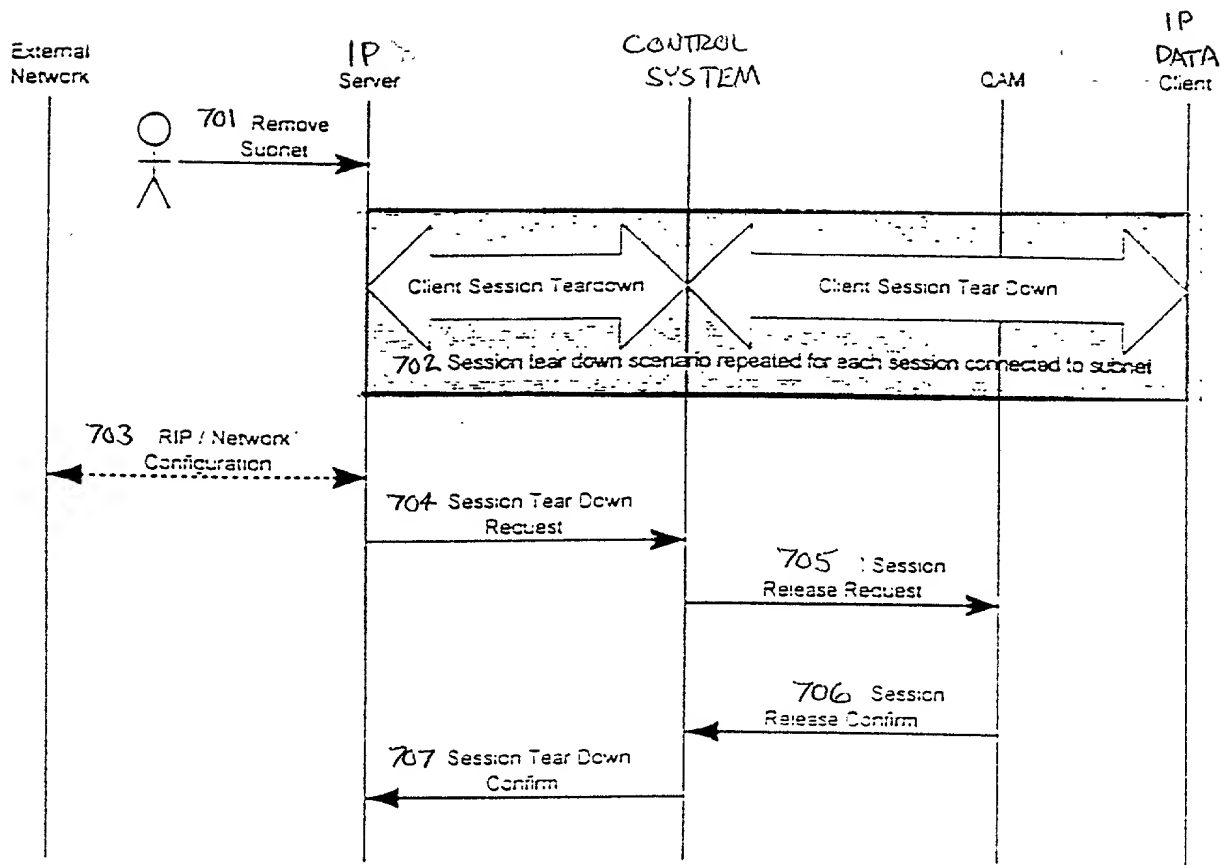 External
Network
IP
Server
CONTROL
SYSTEM
CAM
IP
DATA
Client
701 Remove
Subnet
Client Session Teardown
Client Session Tear Down
702 Session tear down scenario repeated for each session connected to subnet
703 RIP / Network
Configuration
704 Session Tear Down
Request
705 : Session
Release Request
706 Session
Release Confirm
707 Session Tear Down
Confirm